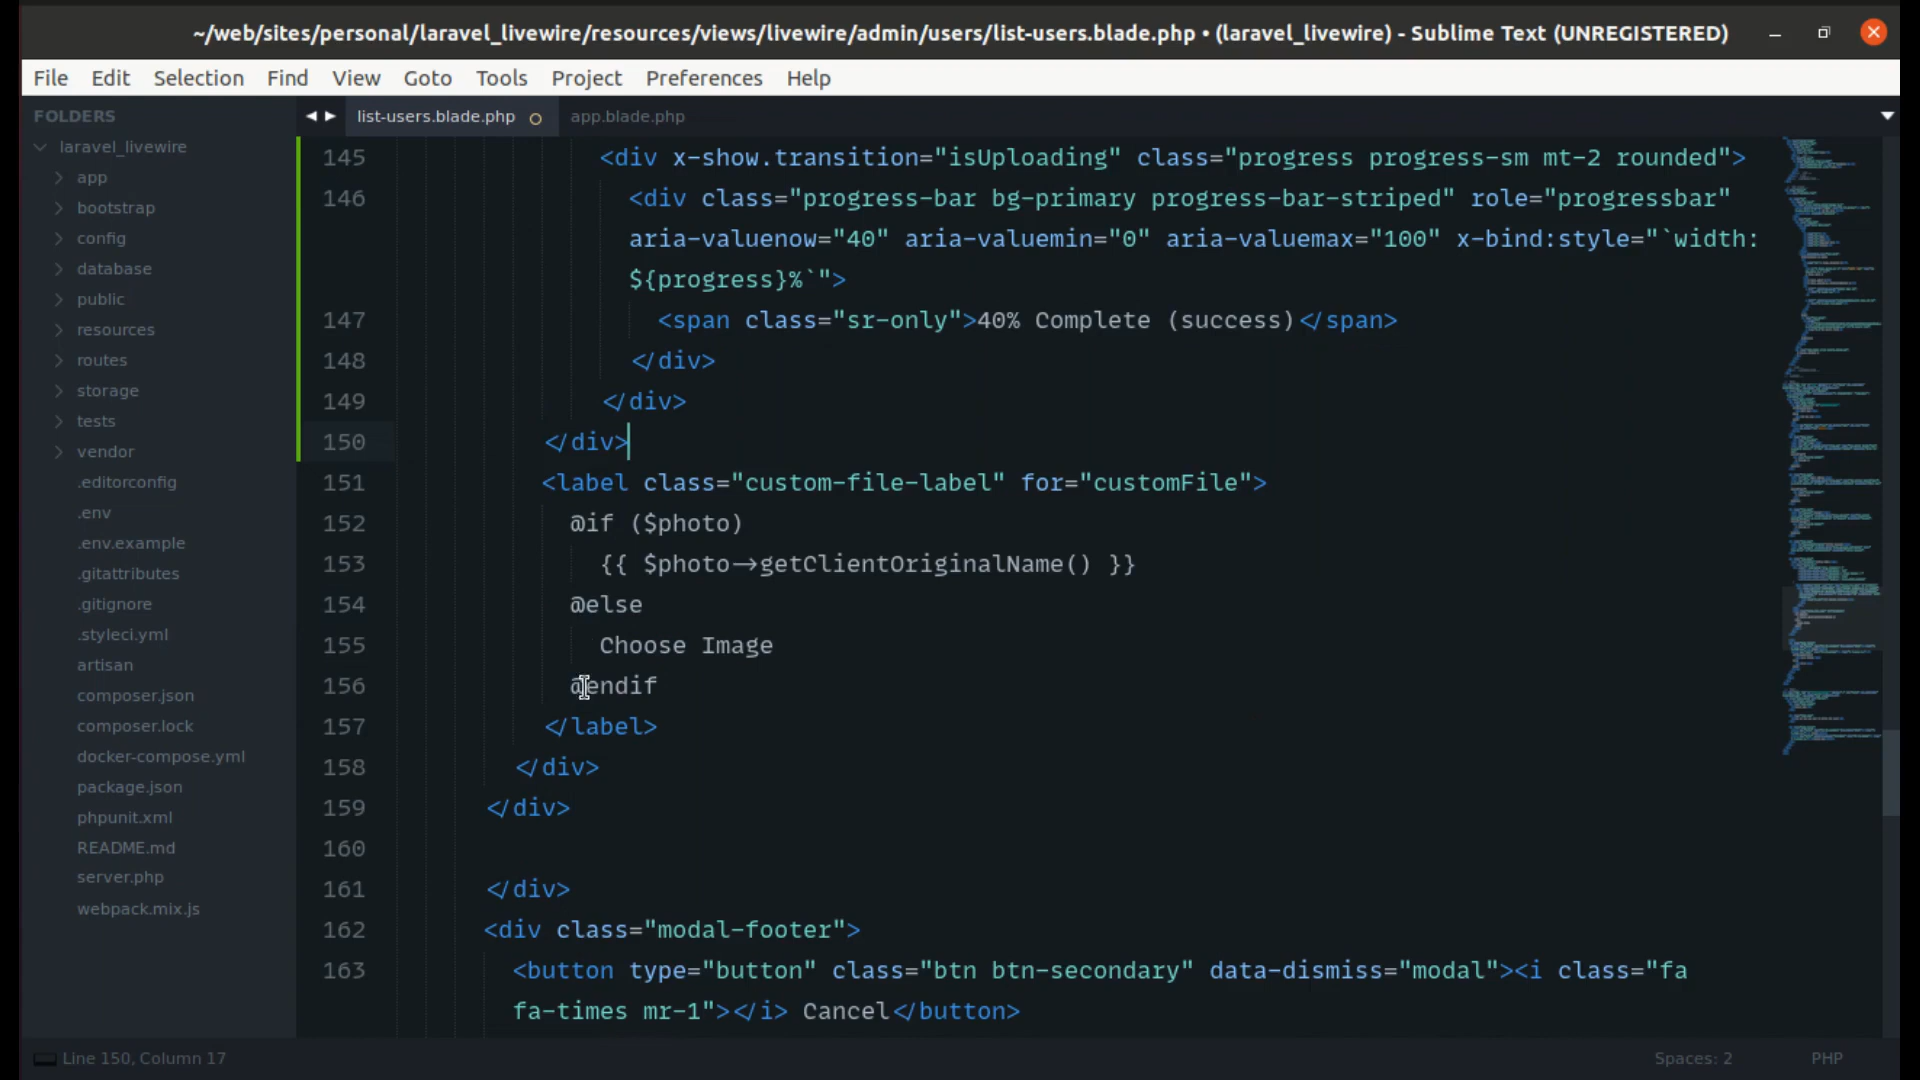 ~/web/sites/personal/laravel_livewire/resources/views/livewire/admin/users/list-users.blade.php • (laravel_livewire) - Sublime Text (UNREGISTERED)
File Edit Selection Find View Goto Tools Project Preferences Help
FOLDERS
laravel_livewire
app
bootstrap
config
database
public
resources
routes
storage
tests
vendor
.editorconfig
.env
.env.example
.gitattributes
.gitignore
.styleci.yml
artisan
composer.json
composer.lock
docker-compose.yml
package.json
phpunit.xml
README.md
server.php
webpack.mix.js
list-users.blade.php app.blade.php
145 <div x-show.transition="isUploading" class="progress progress-sm mt-2 rounded">
146 <div class="progress-bar bg-primary progress-bar-striped" role="progressbar"
aria-valuenow="40" aria-valuemin="0" aria-valuemax="100" x-bind:style="`width:
${progress}%`">
147 <span class="sr-only">40% Complete (success)</span>
148 </div>
149 </div>
150 </div>
151 <label class="custom-file-label" for="customFile">
152 @if ($photo)
153 {{ $photo->getClientOriginalName() }}
154 @else
155 Choose Image
156 @endif
157 </label>
158 </div>
159 </div>
160
161 </div>
162 <div class="modal-footer">
163 <button type="button" class="btn btn-secondary" data-dismiss="modal"><i class="fa
fa-times mr-1"></i> Cancel</button>
Line 150, Column 17 Spaces: 2 PHP